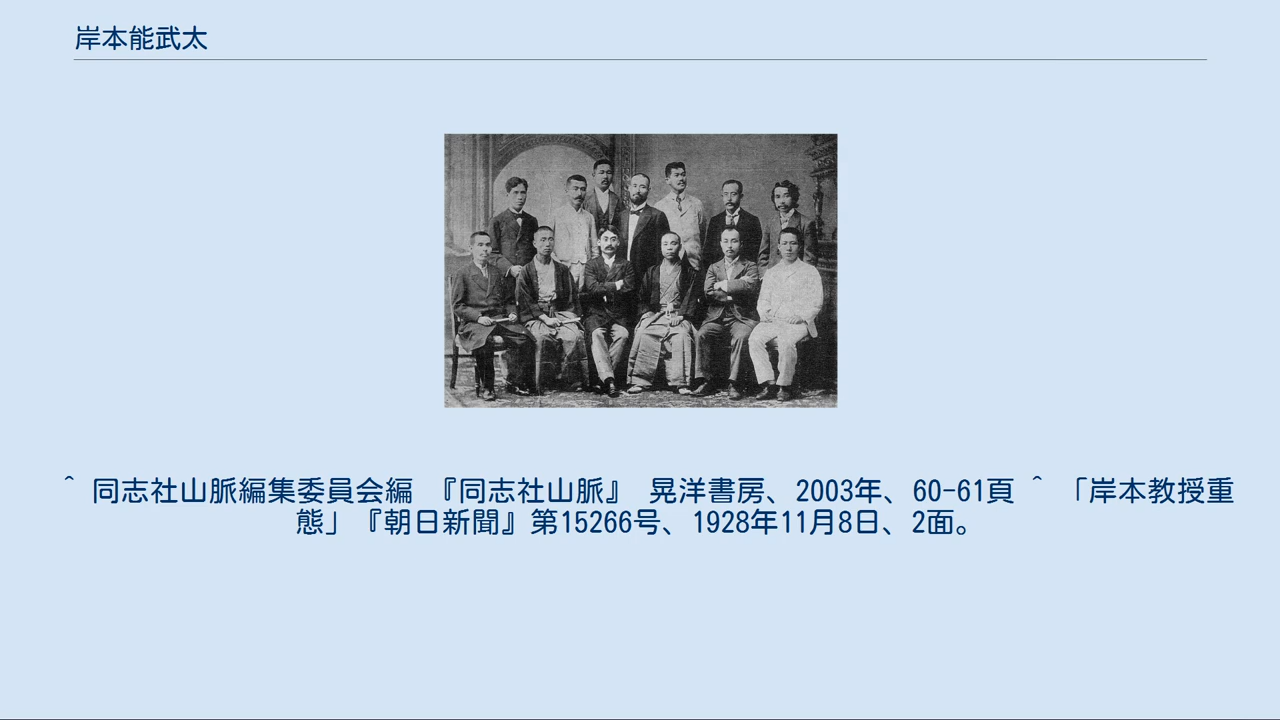 岸本能武太
^ 同志社山脈編集委員会編 『同志社山脈』 晃洋書房、2003年、60-61頁 ^ 「岸本教授重
態」『朝日新聞』第15266号、1928年11月8日、2面。